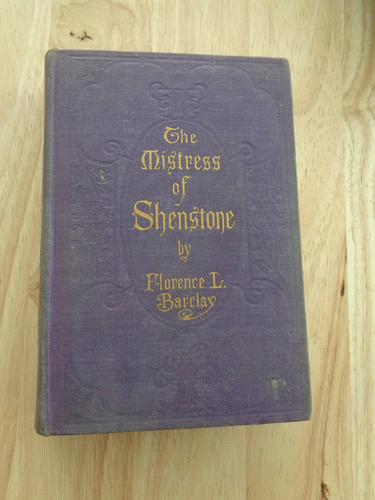 The
Mistress
of
Shenstone
by
Florence L.
Barclay